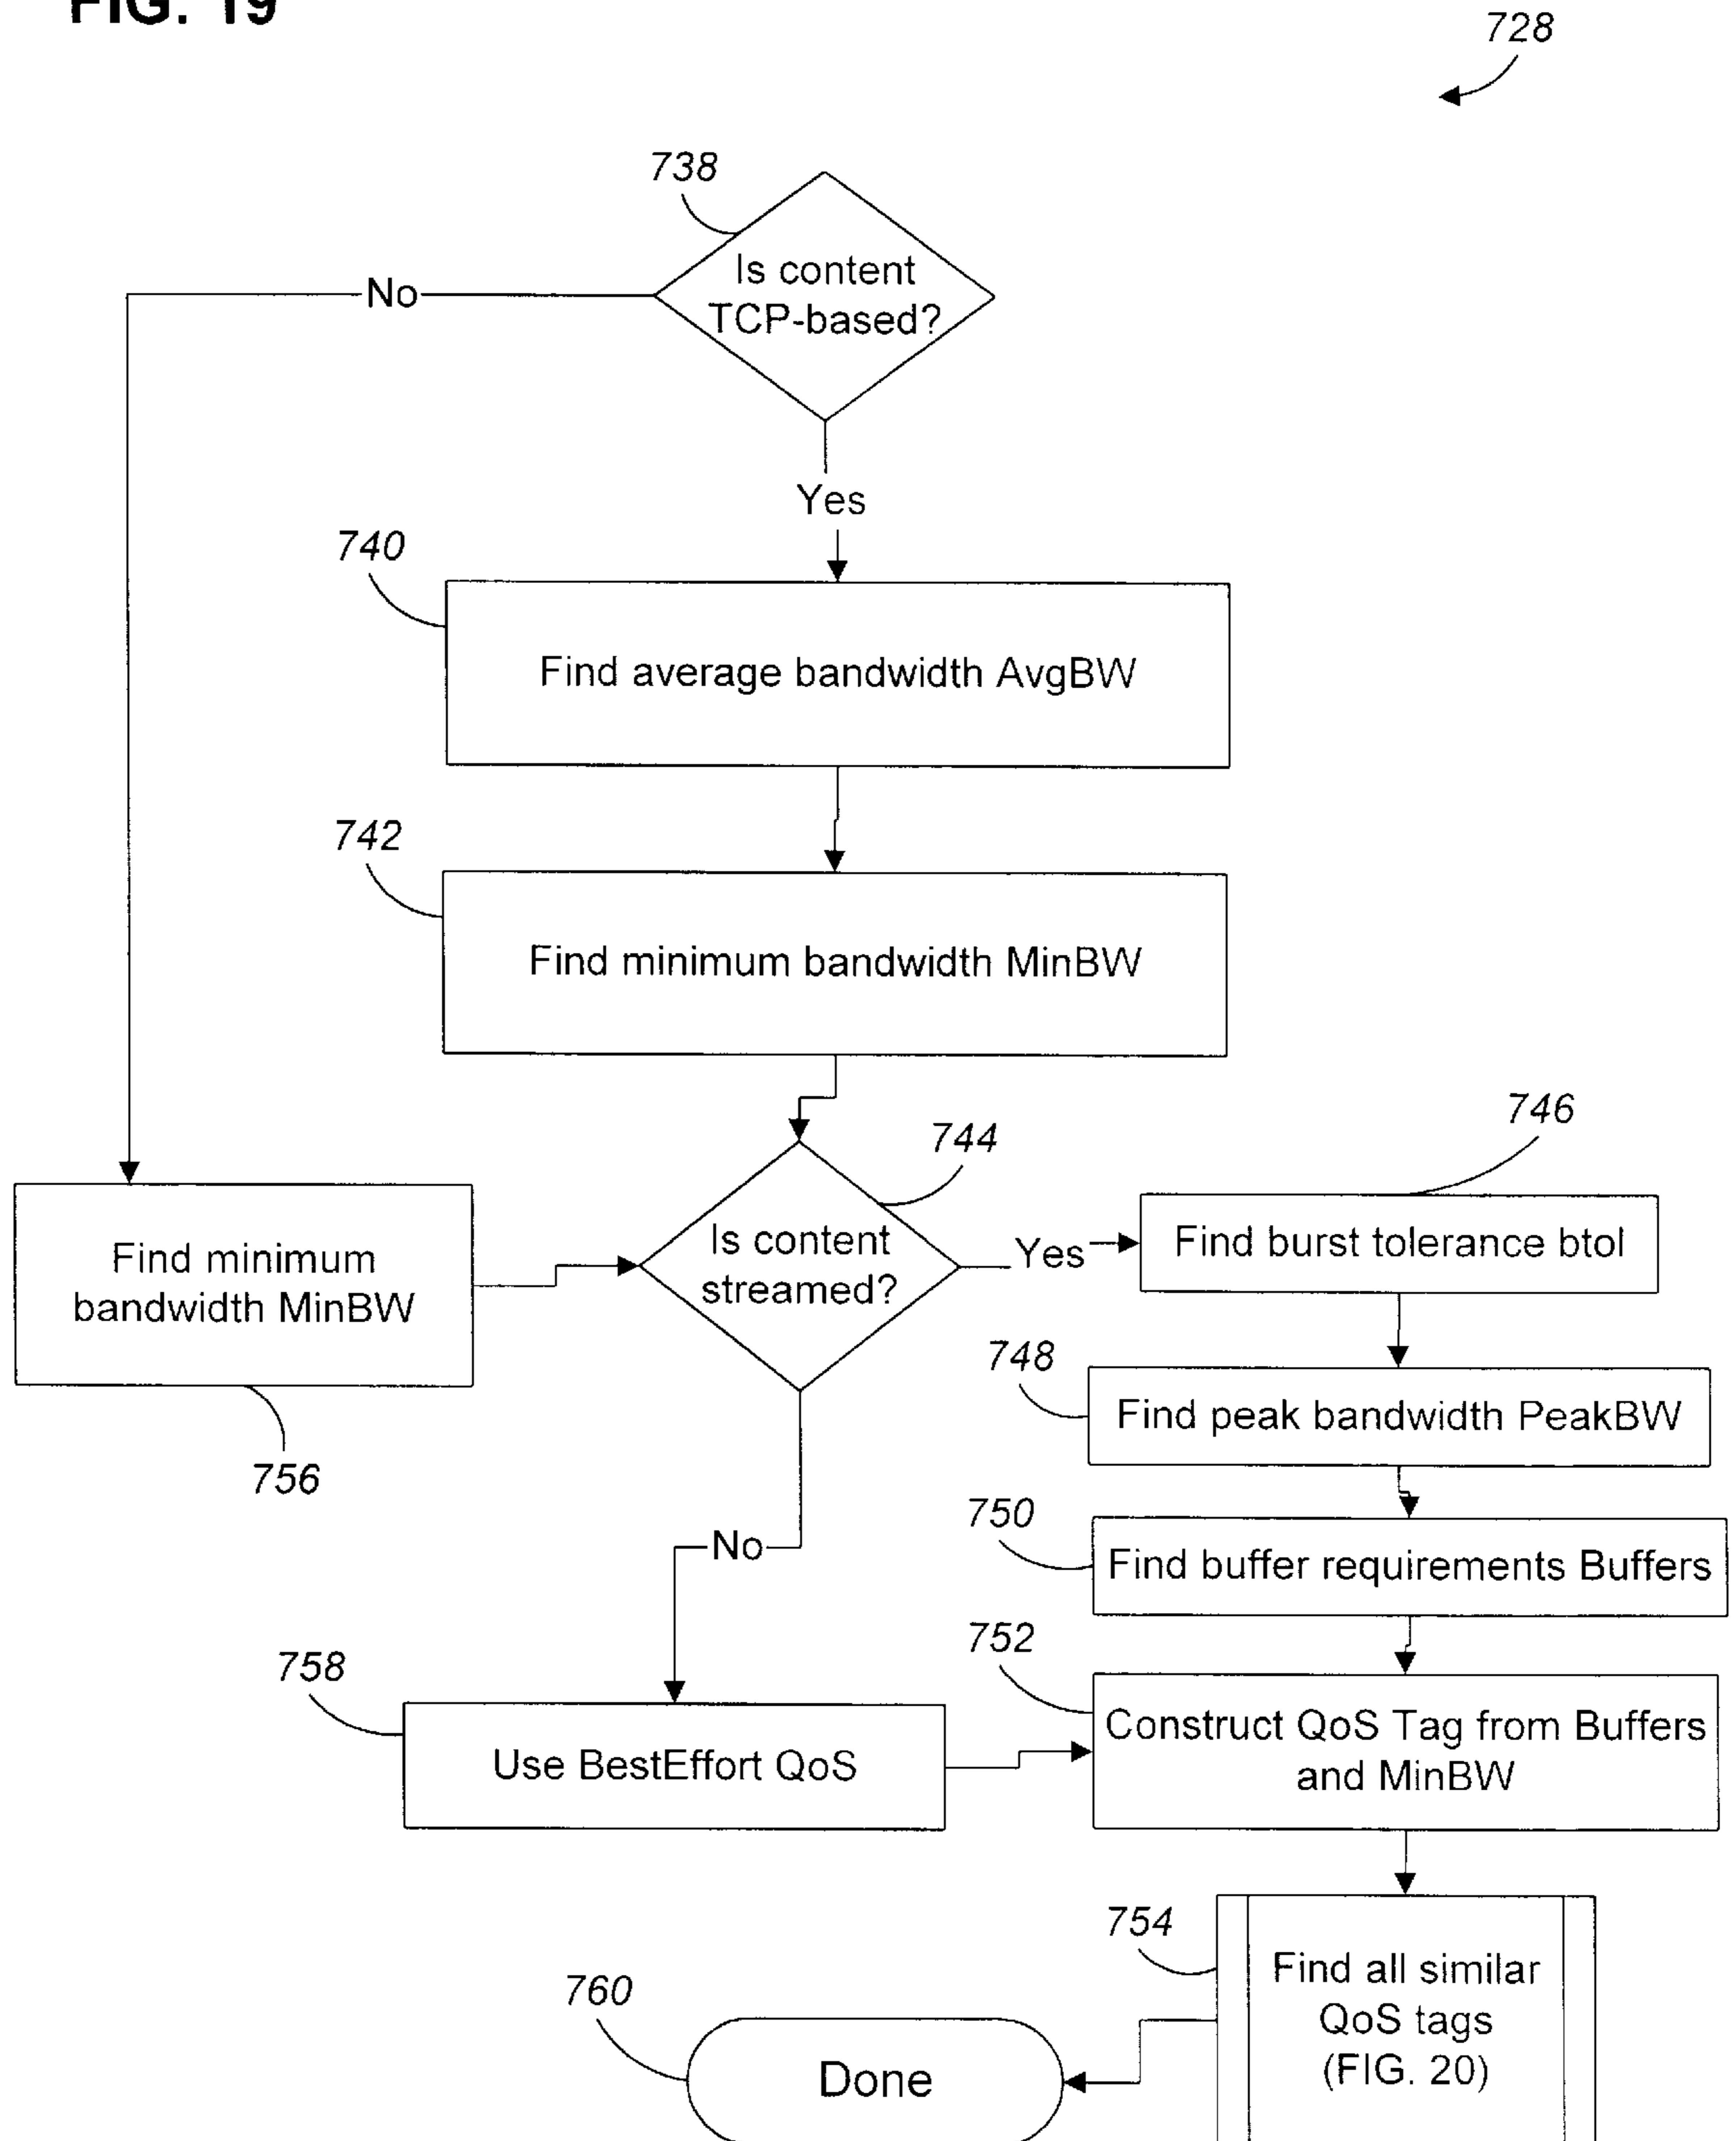 FIG. 19
728
738
Is content
TCP-based?
No
Yes
740
Find average bandwidth AvgBW
742
Find minimum bandwidth MinBW
744
746
Is content
streamed?
Yes
Find burst tolerance btol
Find minimum
bandwidth MinBW
756
748
Find peak bandwidth PeakBW
750
Find buffer requirements Buffers
No
752
Construct QoS Tag from Buffers
and MinBW
758
Use BestEffort QoS
754
Find all similar
QoS tags
(FIG. 20)
760
Done